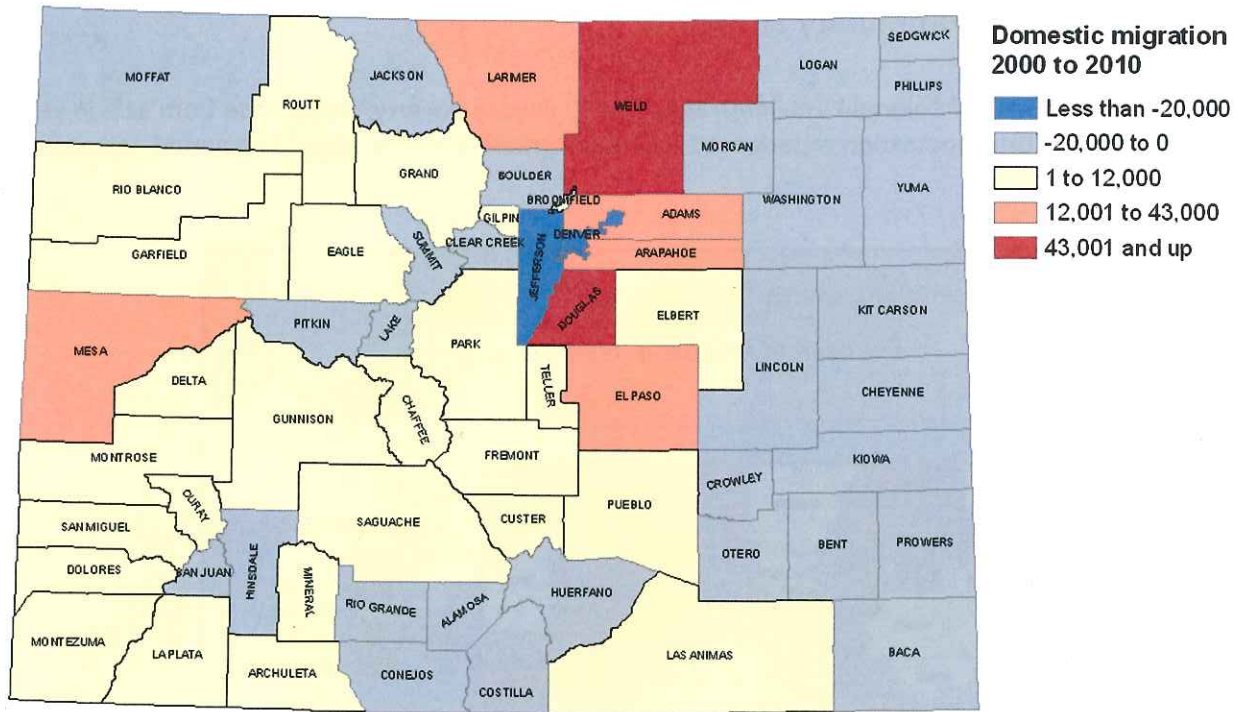 Domestic migration
2000 to 2010
Less than -20,000
-20,000 to 0
1 to 12,000
12,001 to 43,000
43,001 and up
MOFFAT
ROUTT
JACKSON
LARIMER
WELD
LOGAN
SEDGWICK
PHILLIPS
MORGAN
RIO BLANCO
GRAND
BOULDER
BROOMFIELD
WASHINGTON
YUMA
GILPIN
ADAMS
GARFIELD
EAGLE
SUMMIT
CLEAR CREEK
DENVER
ARAPAHOE
JEFFERSON
DOUGLAS
ELBERT
KIT CARSON
MESA
PITKIN
LAKE
PARK
LINCOLN
DELTA
TELLER
EL PASO
CHEYENNE
GUNNISON
CHAFFEE
MONTROSE
FREMONT
KIOWA
CROWLEY
OURAY
PUEBLO
SAN MIGUEL
SAGUACHE
CUSTER
OTERO
BENT
PROWERS
DOLORES
SAN JUAN
HINSDALE
MINERAL
RIO GRANDE
ALAMOSA
HUERFANO
MONTEZUMA
LA PLATA
ARCHULETA
CONEJOS
COSTILLA
LAS ANIMAS
BACA